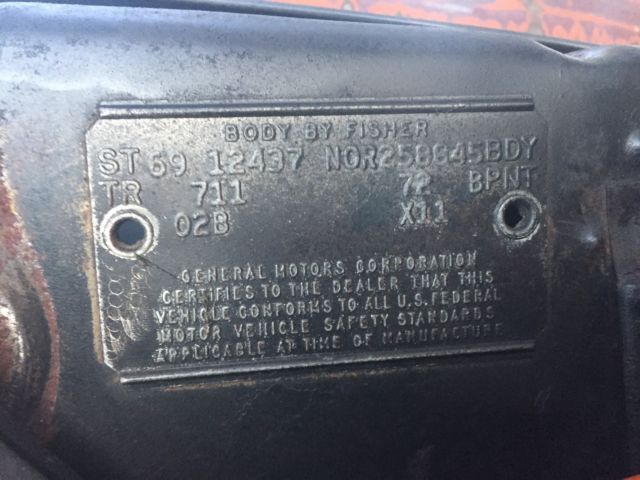 BODY BY FISHER
ST 69 12437 NOR258645BDY
TR 711 72 BPNT
02B X11
GENERAL MOTORS CORPORATION
CERTIFIES TO THE DEALER THAT THIS
VEHICLE CONFORMS TO ALL U.S. FEDERAL
MOTOR VEHICLE SAFETY STANDARDS
APPLICABLE AT TIME OF MANUFACTURE